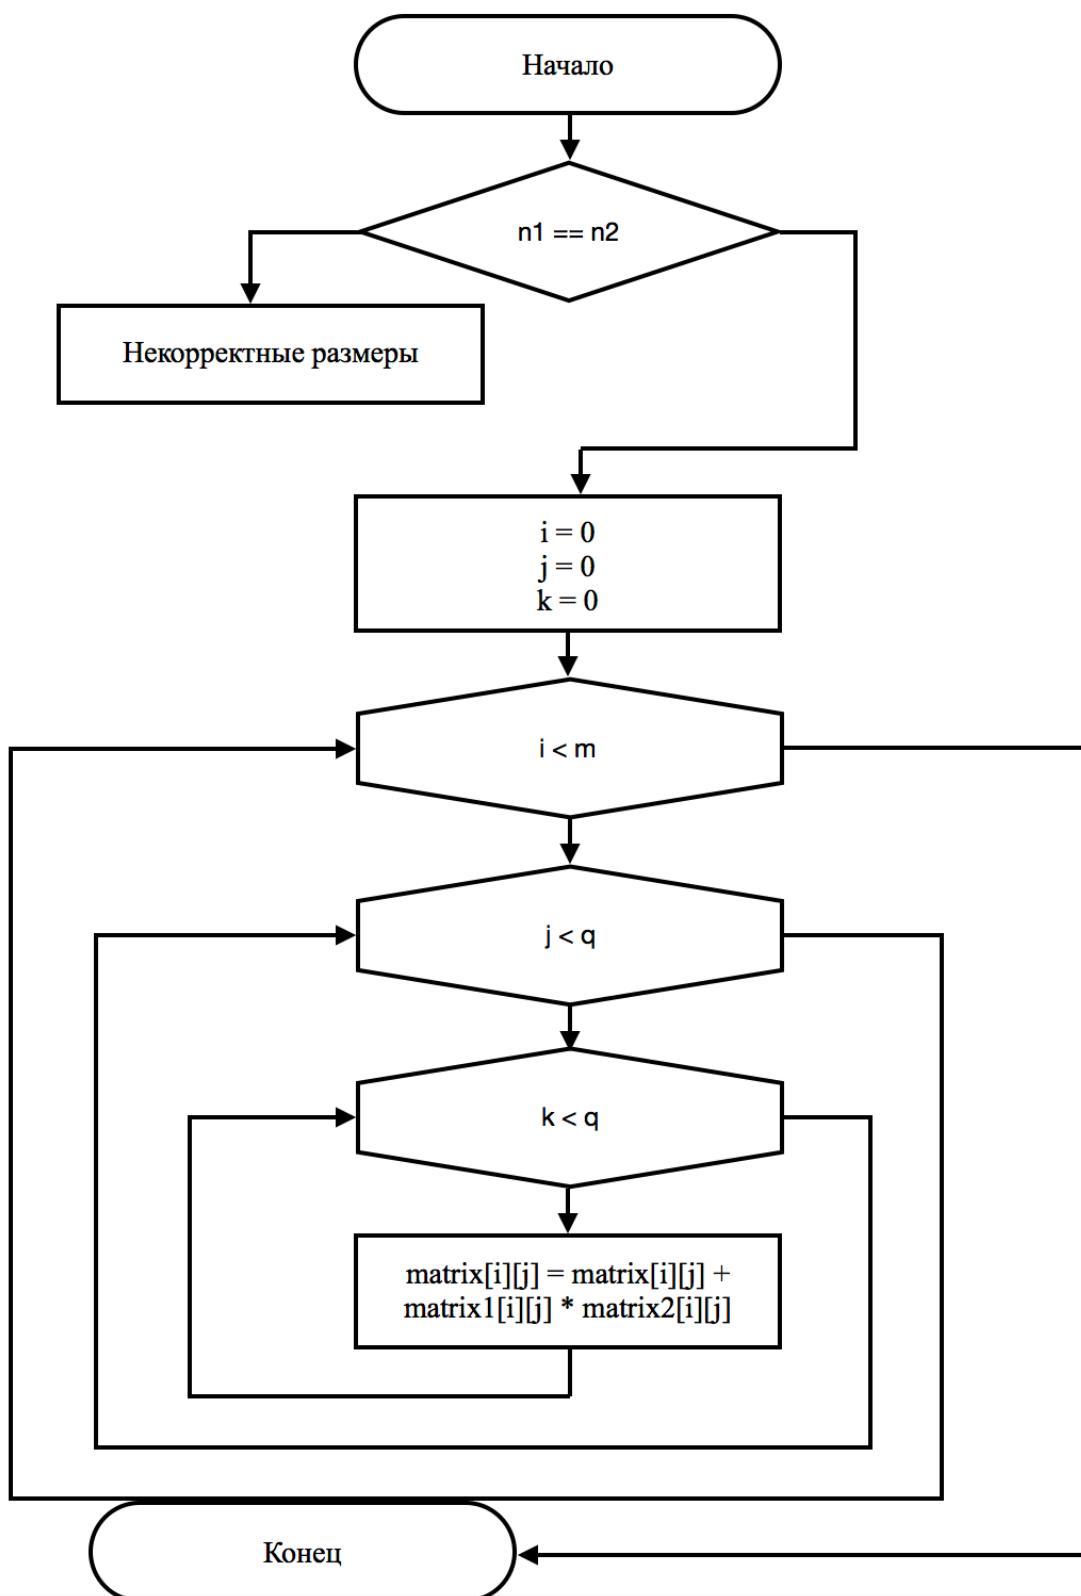 Начало
n1 == n2
Некорректные размеры
i = 0
j = 0
k = 0
i < m
j < q
k < q
matrix[i][j] = matrix[i][j] +
matrix1[i][j] * matrix2[i][j]
Конец